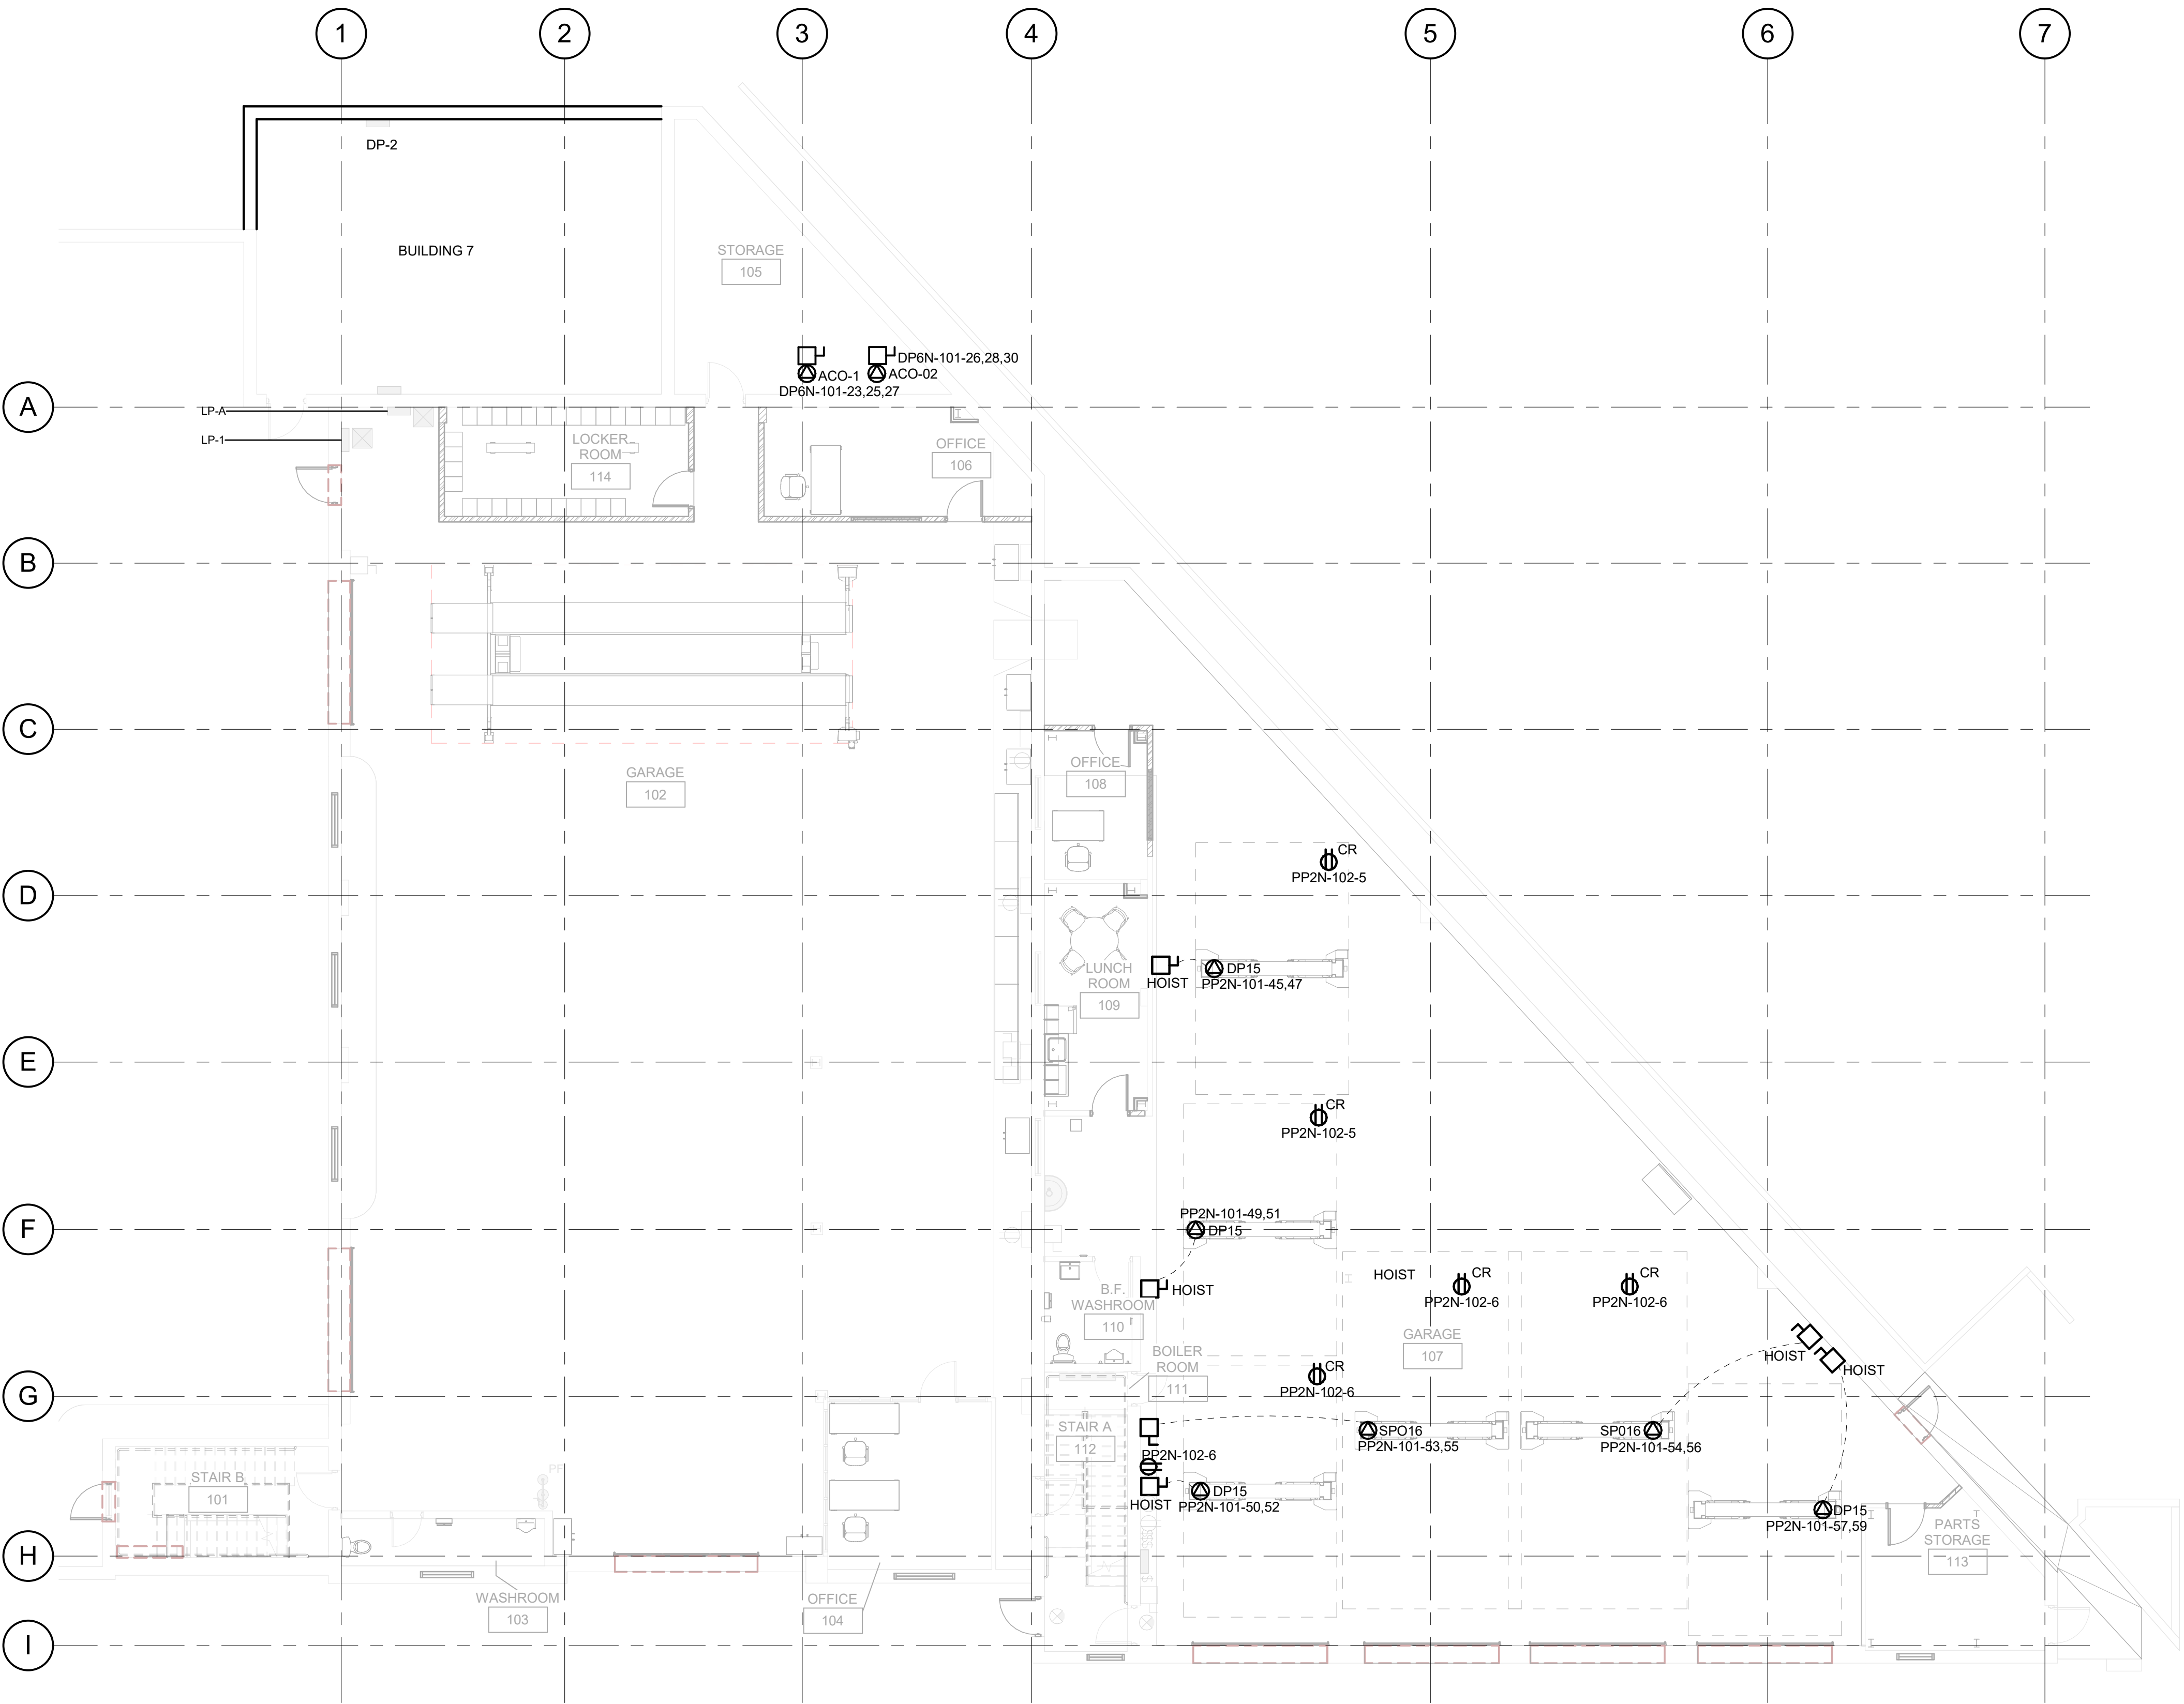 1
2
3
4
5
6
7
DP-2
BUILDING 7
STORAGE
105
DP6N-101-26,28,30
ACO-1
ACO-02
DP6N-101-23,25,27
A
LP-A
LP-1
LOCKER
ROOM
114
OFFICE
106
B
C
GARAGE
102
OFFICE
108
CR
PP2N-102-5
D
LUNCH
ROOM
109
HOIST
DP15
PP2N-101-45,47
E
CR
PP2N-102-5
F
PP2N-101-49,51
DP15
HOIST
B.F.
WASHROOM
110
HOIST
CR
PP2N-102-6
CR
PP2N-102-6
GARAGE
107
HOIST
HOIST
BOILER
ROOM
111
CR
PP2N-102-6
G
STAIR A
112
SPO16
PP2N-101-53,55
SP016
PP2N-101-54,56
PP2N-102-6
HOIST
DP15
PP2N-101-50,52
DP15
PP2N-101-57,59
STAIR B
101
PF
PARTS
STORAGE
113
H
WASHROOM
103
OFFICE
104
I